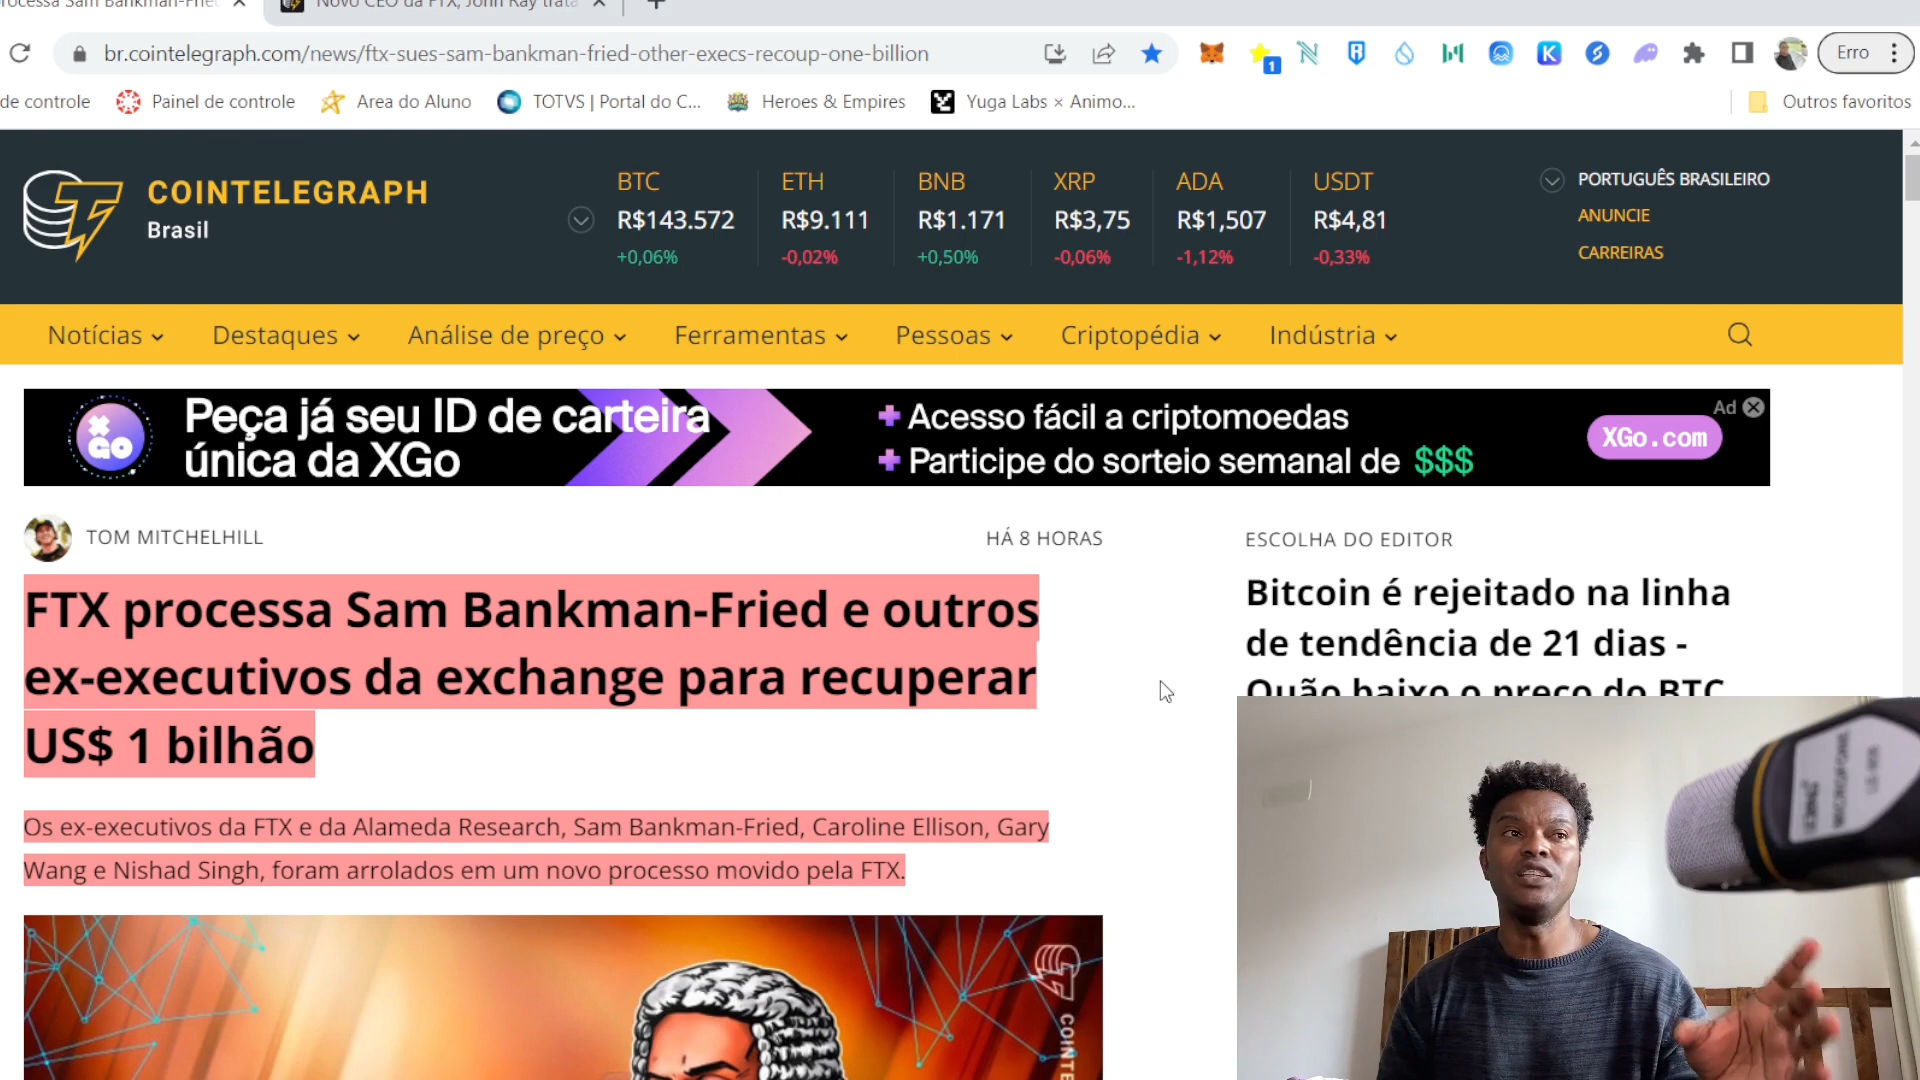 rocessa Sam Bankman-Fried
Novo CEO da FTX, John Ray trata
br.cointelegraph.com/news/ftx-sues-sam-bankman-fried-other-execs-recoup-one-billion
1
Erro
de controle
Painel de controle
Area do Aluno
TOTVS | Portal do C...
Heroes & Empires
Yuga Labs × Animo...
Outros favoritos
COINTELEGRAPH
Brasil
BTC
R$143.572
+0,06%
ETH
R$9.111
-0,02%
BNB
R$1.171
+0,50%
XRP
R$3,75
-0,06%
ADA
R$1,507
-1,12%
USDT
R$4,81
-0,33%
PORTUGUÊS BRASILEIRO
ANUNCIE
CARREIRAS
Notícias
Destaques
Análise de preço
Ferramentas
Pessoas
Criptopédia
Indústria
XGO
Peça já seu ID de carteira
única da XGo
+ Acesso fácil a criptomoedas
+ Participe do sorteio semanal de $$$
Ad
XGo.com
TOM MITCHELHILL
HÁ 8 HORAS
FTX processa Sam Bankman-Fried e outros
ex-executivos da exchange para recuperar
US$ 1 bilhão
Os ex-executivos da FTX e da Alameda Research, Sam Bankman-Fried, Caroline Ellison, Gary
Wang e Nishad Singh, foram arrolados em um novo processo movido pela FTX.
ESCOLHA DO EDITOR
Bitcoin é rejeitado na linha
de tendência de 21 dias -
Quão baixo o preço do BTC
COINTE